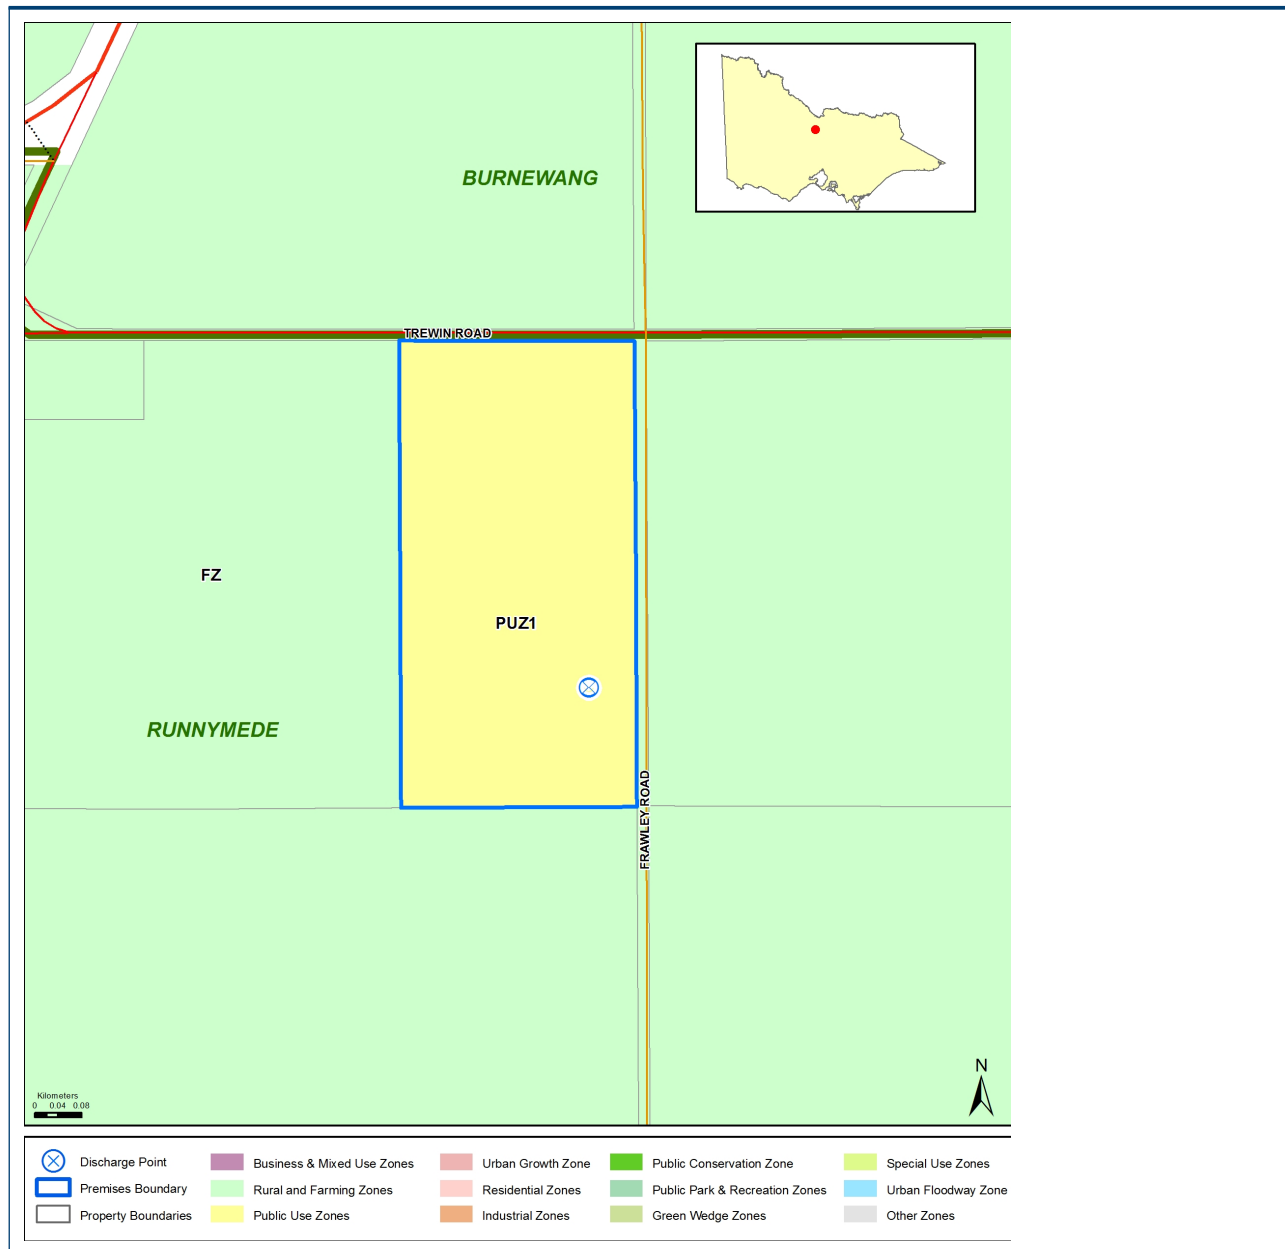 BURNEWANG
TREWIN ROAD
FZ
PUZ1
RUNNYMEDE
FRAWLEY ROAD
N
Kilometers
0 0.04 0.08
Discharge Point
Premises Boundary
Property Boundaries
Business & Mixed Use Zones
Rural and Farming Zones
Public Use Zones
Urban Growth Zone
Residential Zones
Industrial Zones
Public Conservation Zone
Public Park & Recreation Zones
Green Wedge Zones
Special Use Zones
Urban Floodway Zone
Other Zones